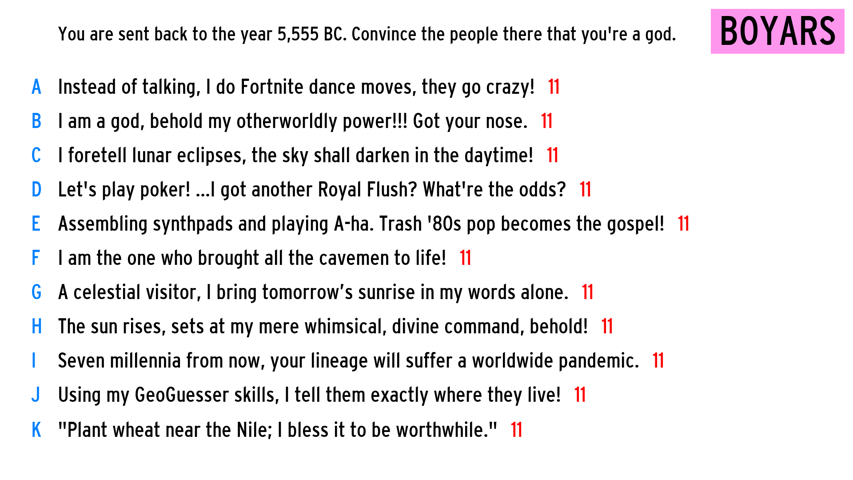 You are sent back to the year 5,555 BC. Convince the people there that you're a god.
BOYARS
A Instead of talking, I do Fortnite dance moves, they go crazy! 11
B I am a god, behold my otherworldly power!!! Got your nose. 11
C I foretell lunar eclipses, the sky shall darken in the daytime! 11
D Let's play poker! ...I got another Royal Flush? What're the odds? 11
E Assembling synthpads and playing A-ha. Trash '80s pop becomes the gospel! 11
F I am the one who brought all the cavemen to life! 11
G A celestial visitor, I bring tomorrow’s sunrise in my words alone. 11
H The sun rises, sets at my mere whimsical, divine command, behold! 11
I Seven millennia from now, your lineage will suffer a worldwide pandemic. 11
J Using my GeoGuesser skills, I tell them exactly where they live! 11
K "Plant wheat near the Nile; I bless it to be worthwhile." 11